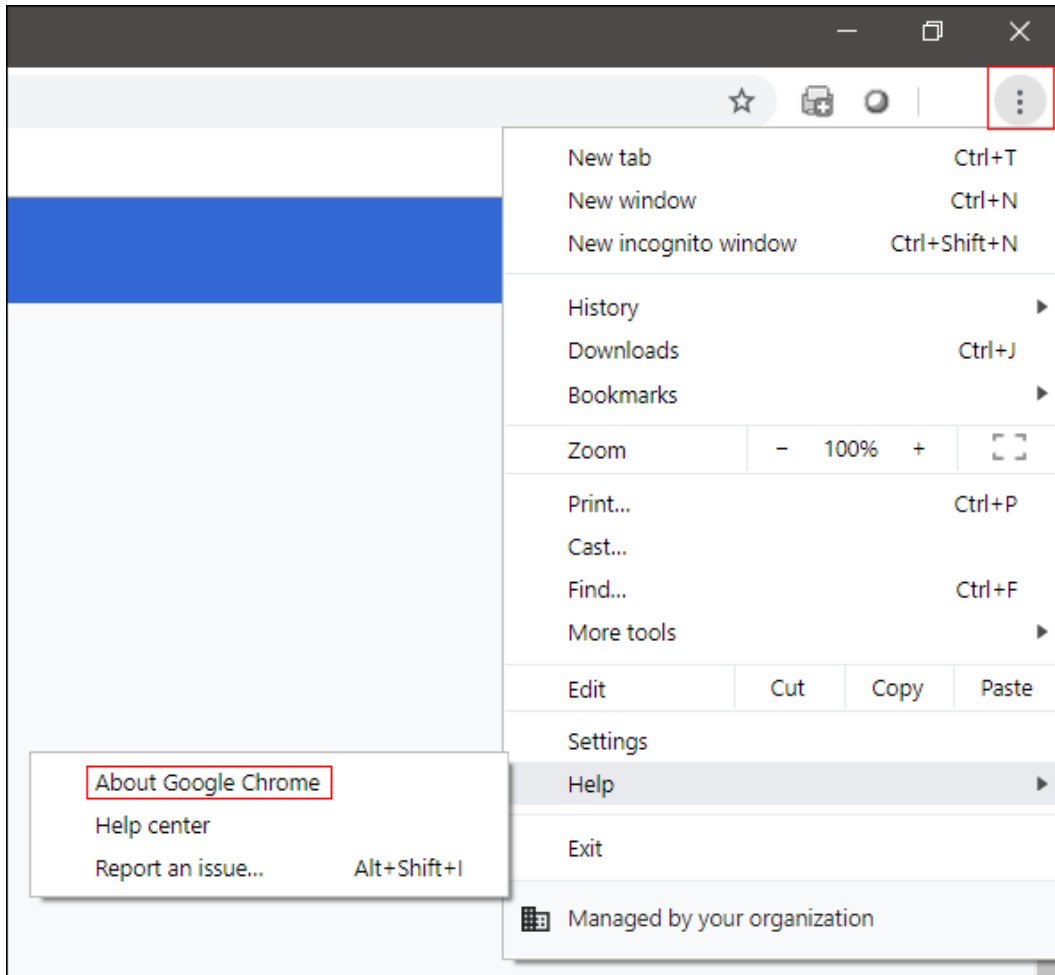 New tab Ctrl+T
New window Ctrl+N
New incognito window Ctrl+Shift+N
History
Downloads Ctrl+J
Bookmarks
Zoom - 100% +
Print... Ctrl+P
Cast...
Find... Ctrl+F
More tools
Edit Cut Copy Paste
Settings
Help
About Google Chrome
Help center
Report an issue... Alt+Shift+I
Exit
Managed by your organization